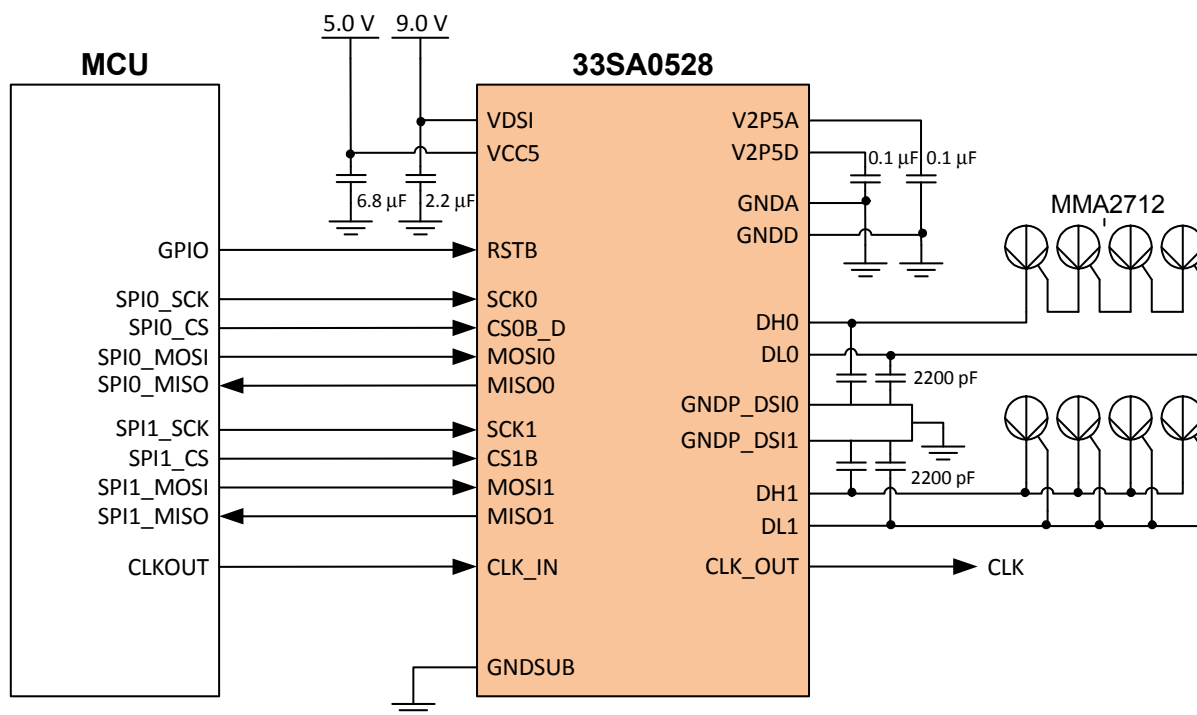 5.0 V 9.0 V
MCU
33SA0528
VDSI
VCC5
6.8 µF
2.2 µF
V2P5A
V2P5D
0.1 µF
0.1 µF
GNDA
GNDD
MMA2712
GPIO
RSTB
SPI0_SCK
SCK0
SPI0_CS
CS0B_D
SPI0_MOSI
MOSI0
SPI0_MISO
MISO0
DH0
DL0
2200 pF
GNDP_DSI0
GNDP_DSI1
2200 pF
SPI1_SCK
SCK1
SPI1_CS
CS1B
SPI1_MOSI
MOSI1
SPI1_MISO
MISO1
DH1
DL1
CLKOUT
CLK_IN
CLK_OUT
CLK
GNDSUB